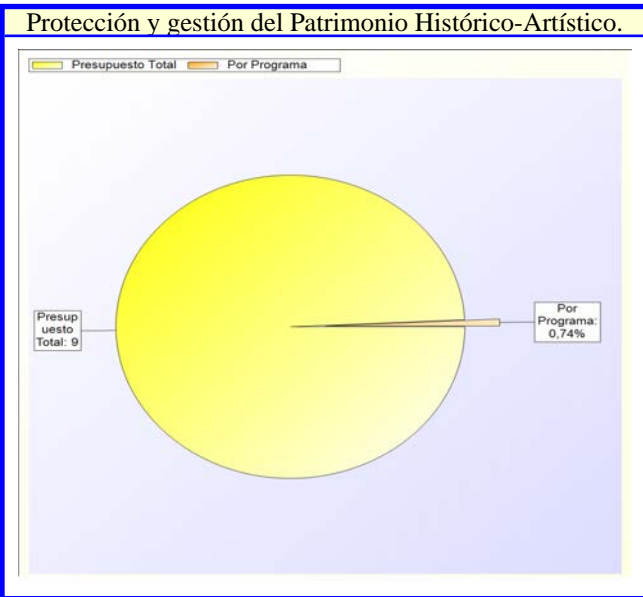 Protección y gestión del Patrimonio Histórico-Artístico.
Presupuesto Total Por Programa
Presup
uesto
Total: 9
Por
Programa:
0,74%